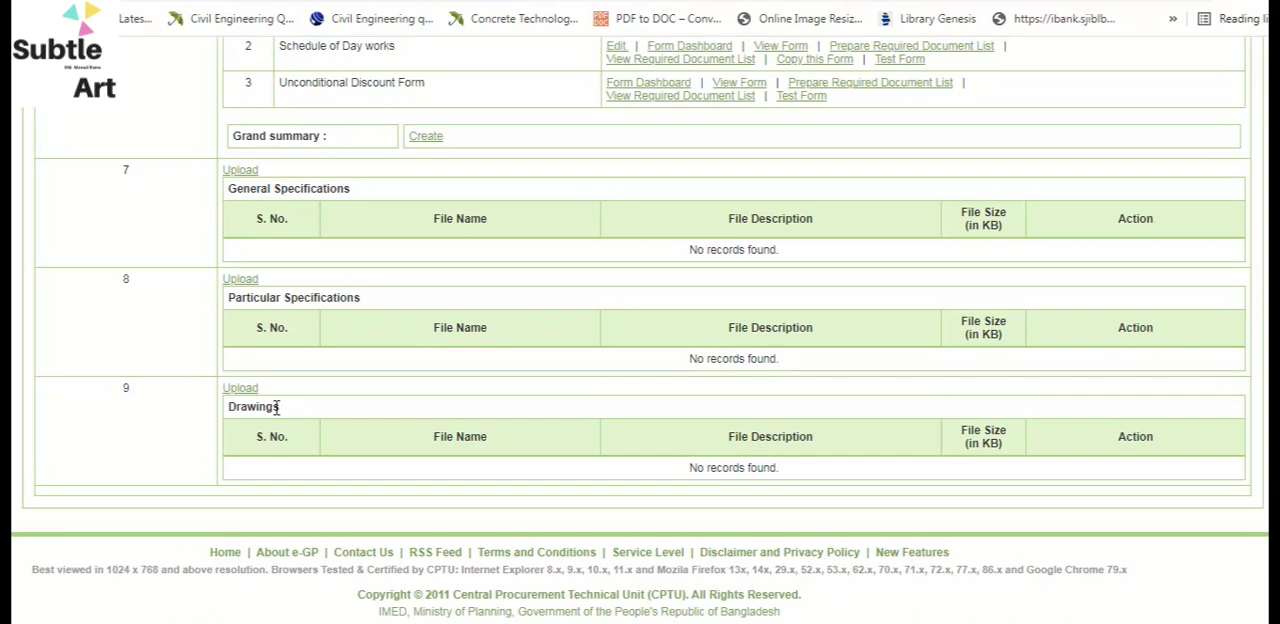 Lates...
Civil Engineering Q...
Civil Engineering q...
Concrete Technolog...
PDF to DOC – Conv...
Online Image Resiz...
Library Genesis
https://ibank.sjiblb...
»
Reading li
Subtle
Art
2 Schedule of Day works Edit | Form Dashboard | View Form | Prepare Required Document List |
View Required Document List | Copy this Form | Test Form
3 Unconditional Discount Form Form Dashboard | View Form | Prepare Required Document List |
View Required Document List | Test Form
Grand summary : Create
7 Upload
General Specifications
S. No. File Name File Description File Size (in KB) Action
No records found.
8 Upload
Particular Specifications
S. No. File Name File Description File Size (in KB) Action
No records found.
9 Upload
Drawings
S. No. File Name File Description File Size (in KB) Action
No records found.
Home | About e-GP | Contact Us | RSS Feed | Terms and Conditions | Service Level | Disclaimer and Privacy Policy | New Features
Best viewed in 1024 x 768 and above resolution. Browsers Tested & Certified by CPTU: Internet Explorer 8.x, 9.x, 10.x, 11.x and Mozila Firefox 13x, 14x, 29.x, 52.x, 53.x, 62.x, 70.x, 71.x, 72.x, 77.x, 86.x and Google Chrome 79.x
Copyright © 2011 Central Procurement Technical Unit (CPTU). All Rights Reserved.
IMED, Ministry of Planning, Government of the People's Republic of Bangladesh